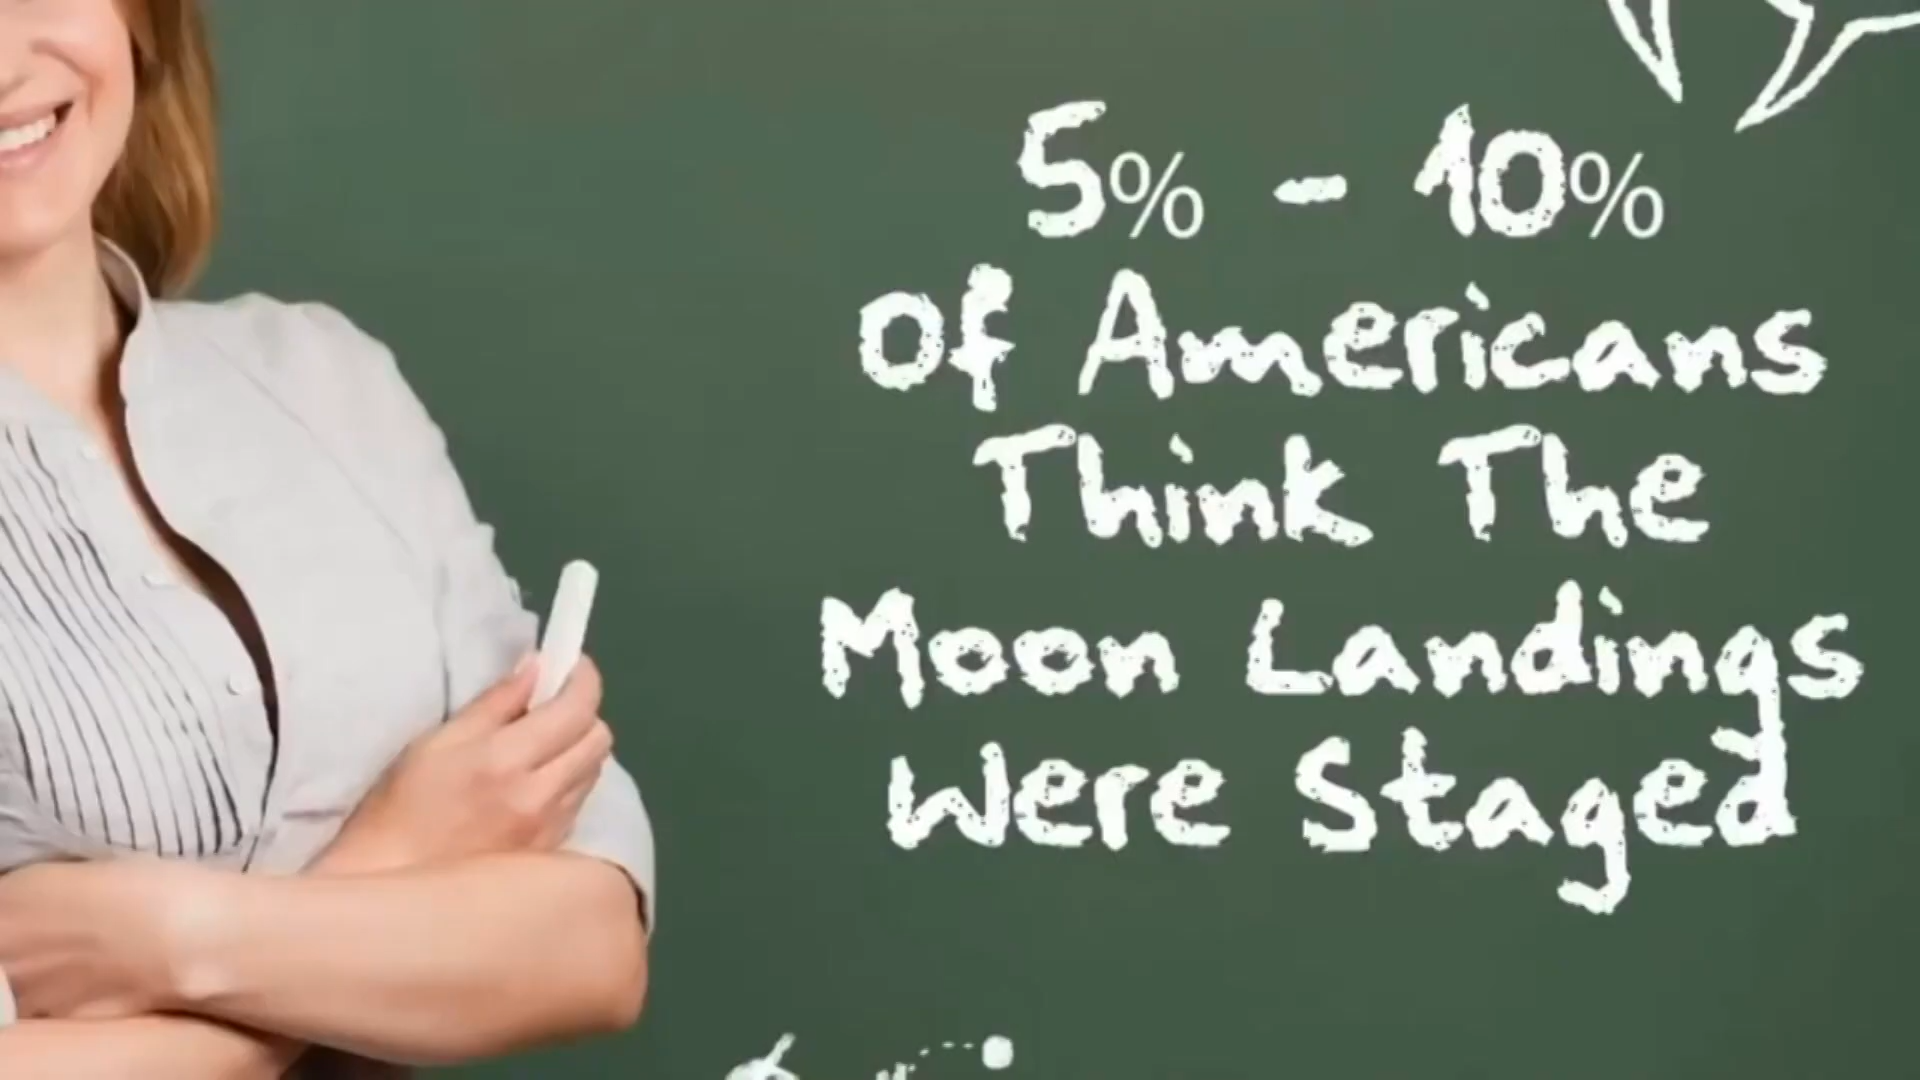 5% - 10%
Of Americans
Think The
Moon Landings
Were Staged